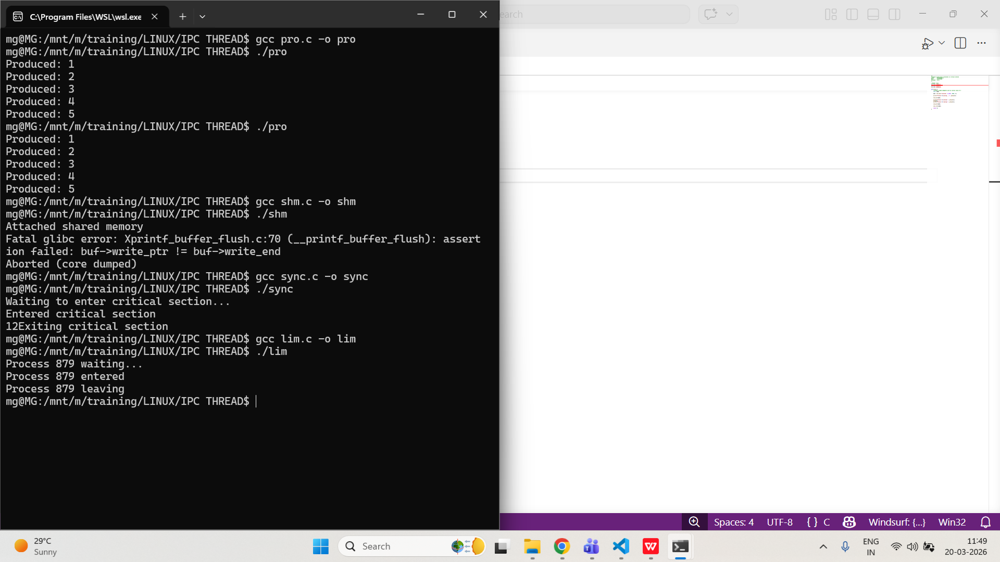 C:\Program Files\WSL\wsl.exe
earch
mg@MG:/mnt/m/training/LINUX/IPC THREAD$ gcc pro.c -o pro
mg@MG:/mnt/m/training/LINUX/IPC THREAD$ ./pro
Produced: 1
Produced: 2
Produced: 3
Produced: 4
Produced: 5
mg@MG:/mnt/m/training/LINUX/IPC THREAD$ ./pro
Produced: 1
Produced: 2
Produced: 3
Produced: 4
Produced: 5
mg@MG:/mnt/m/training/LINUX/IPC THREAD$ gcc shm.c -o shm
mg@MG:/mnt/m/training/LINUX/IPC THREAD$ ./shm
Attached shared memory
Fatal glibc error: Xprintf_buffer_flush.c:70 (__printf_buffer_flush): assert
ion failed: buf->write_ptr != buf->write_end
Aborted (core dumped)
mg@MG:/mnt/m/training/LINUX/IPC THREAD$ gcc sync.c -o sync
mg@MG:/mnt/m/training/LINUX/IPC THREAD$ ./sync
Waiting to enter critical section...
Entered critical section
12Exiting critical section
mg@MG:/mnt/m/training/LINUX/IPC THREAD$ gcc lim.c -o lim
mg@MG:/mnt/m/training/LINUX/IPC THREAD$ ./lim
Process 879 waiting...
Process 879 entered
Process 879 leaving
mg@MG:/mnt/m/training/LINUX/IPC THREAD$
Spaces: 4 UTF-8 { } C Windsurf: {...} Win32
29°C
Sunny
Search
ENG
IN
11:49
20-03-2026